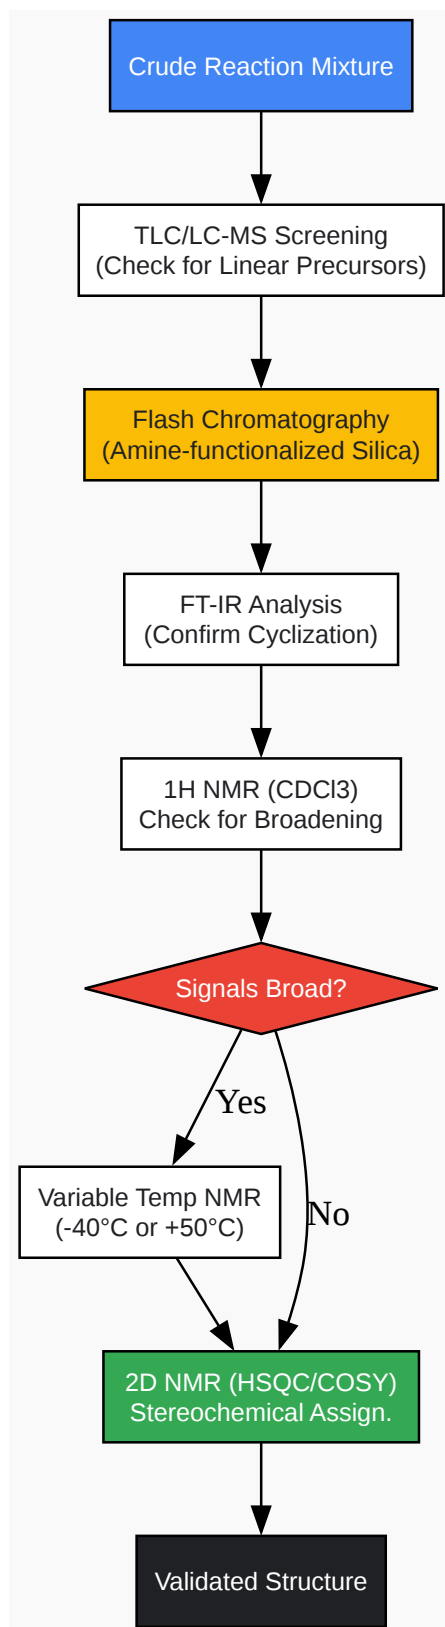 Crude Reaction Mixture
TLC/LC-MS Screening
(Check for Linear Precursors)
Flash Chromatography
(Amine-functionalized Silica)
FT-IR Analysis
(Confirm Cyclization)
1H NMR (CDCl3)
Check for Broadening
Signals Broad?
Yes
Variable Temp NMR
(-40°C or +50°C)
No
2D NMR (HSQC/COSY)
Stereochemical Assign.
Validated Structure